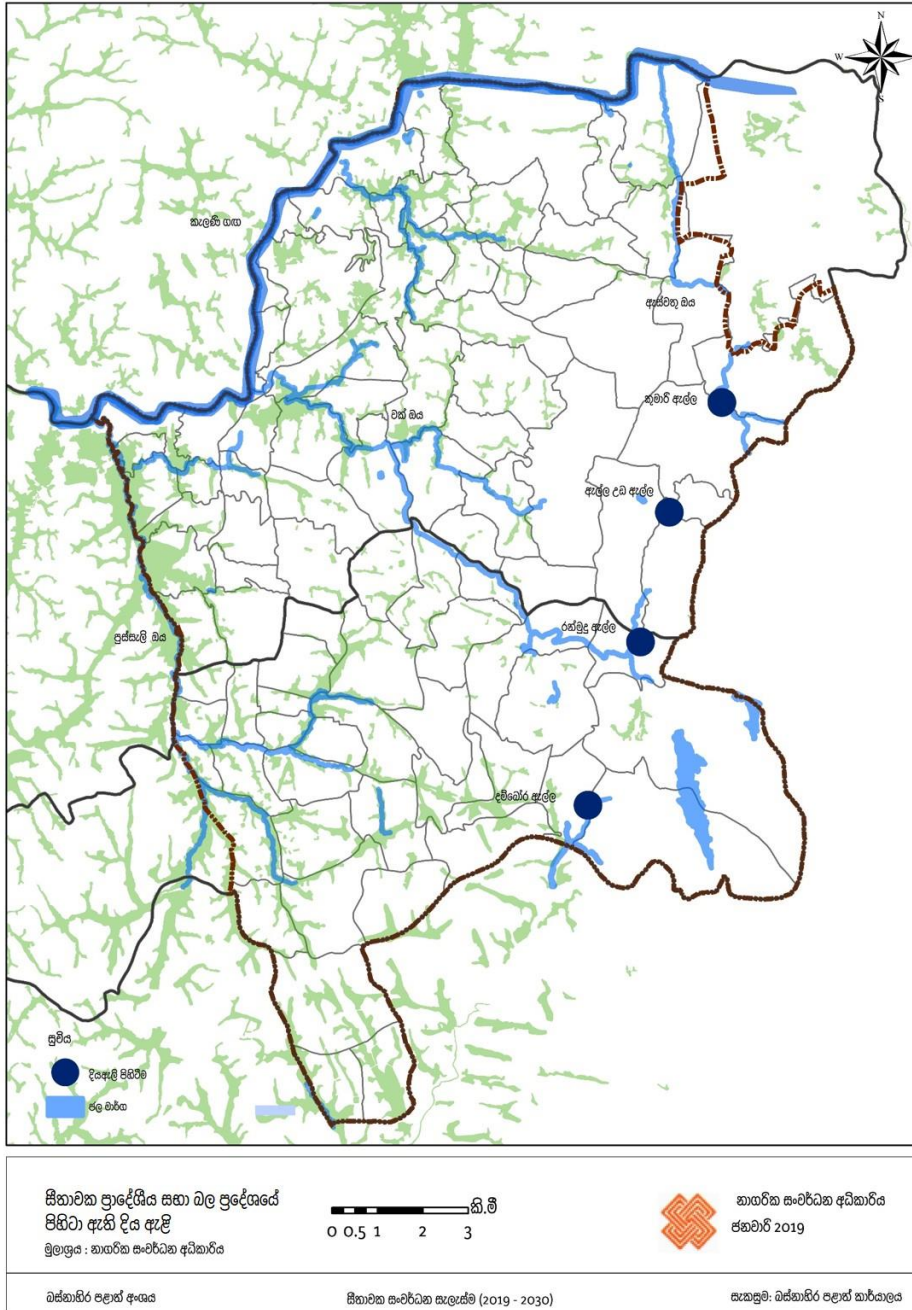 N
W
S
කැලණි ගඟ
ඇස්වතු ඔය
කුමාරි ඇල්ල
වක් ඔය
ඇල්ල උඩ ඇල්ල
රන්මුදු ඇල්ල
පුස්සැලි ඔය
දම්බෝර ඇල්ල
සුචිය
දියඇලි පිහිටීම
ජල මාර්ග
සීතාවක ප්‍රාදේශීය සභා බල ප්‍රදේශයේ
පිහිටා ඇති දිය ඇළි
මූලාශ්‍රය : නාගරික සංවර්ධන අධිකාරිය
කි.මී
0 0.5 1 2 3
නාගරික සංවර්ධන අධිකාරිය
ජනවාරි 2019
බස්නාහිර පළාත් අංශය
සීතාවක සංවර්ධන සැලැස්ම (2019 - 2030)
සැකසුම: බස්නාහිර පළාත් කාර්යාලය